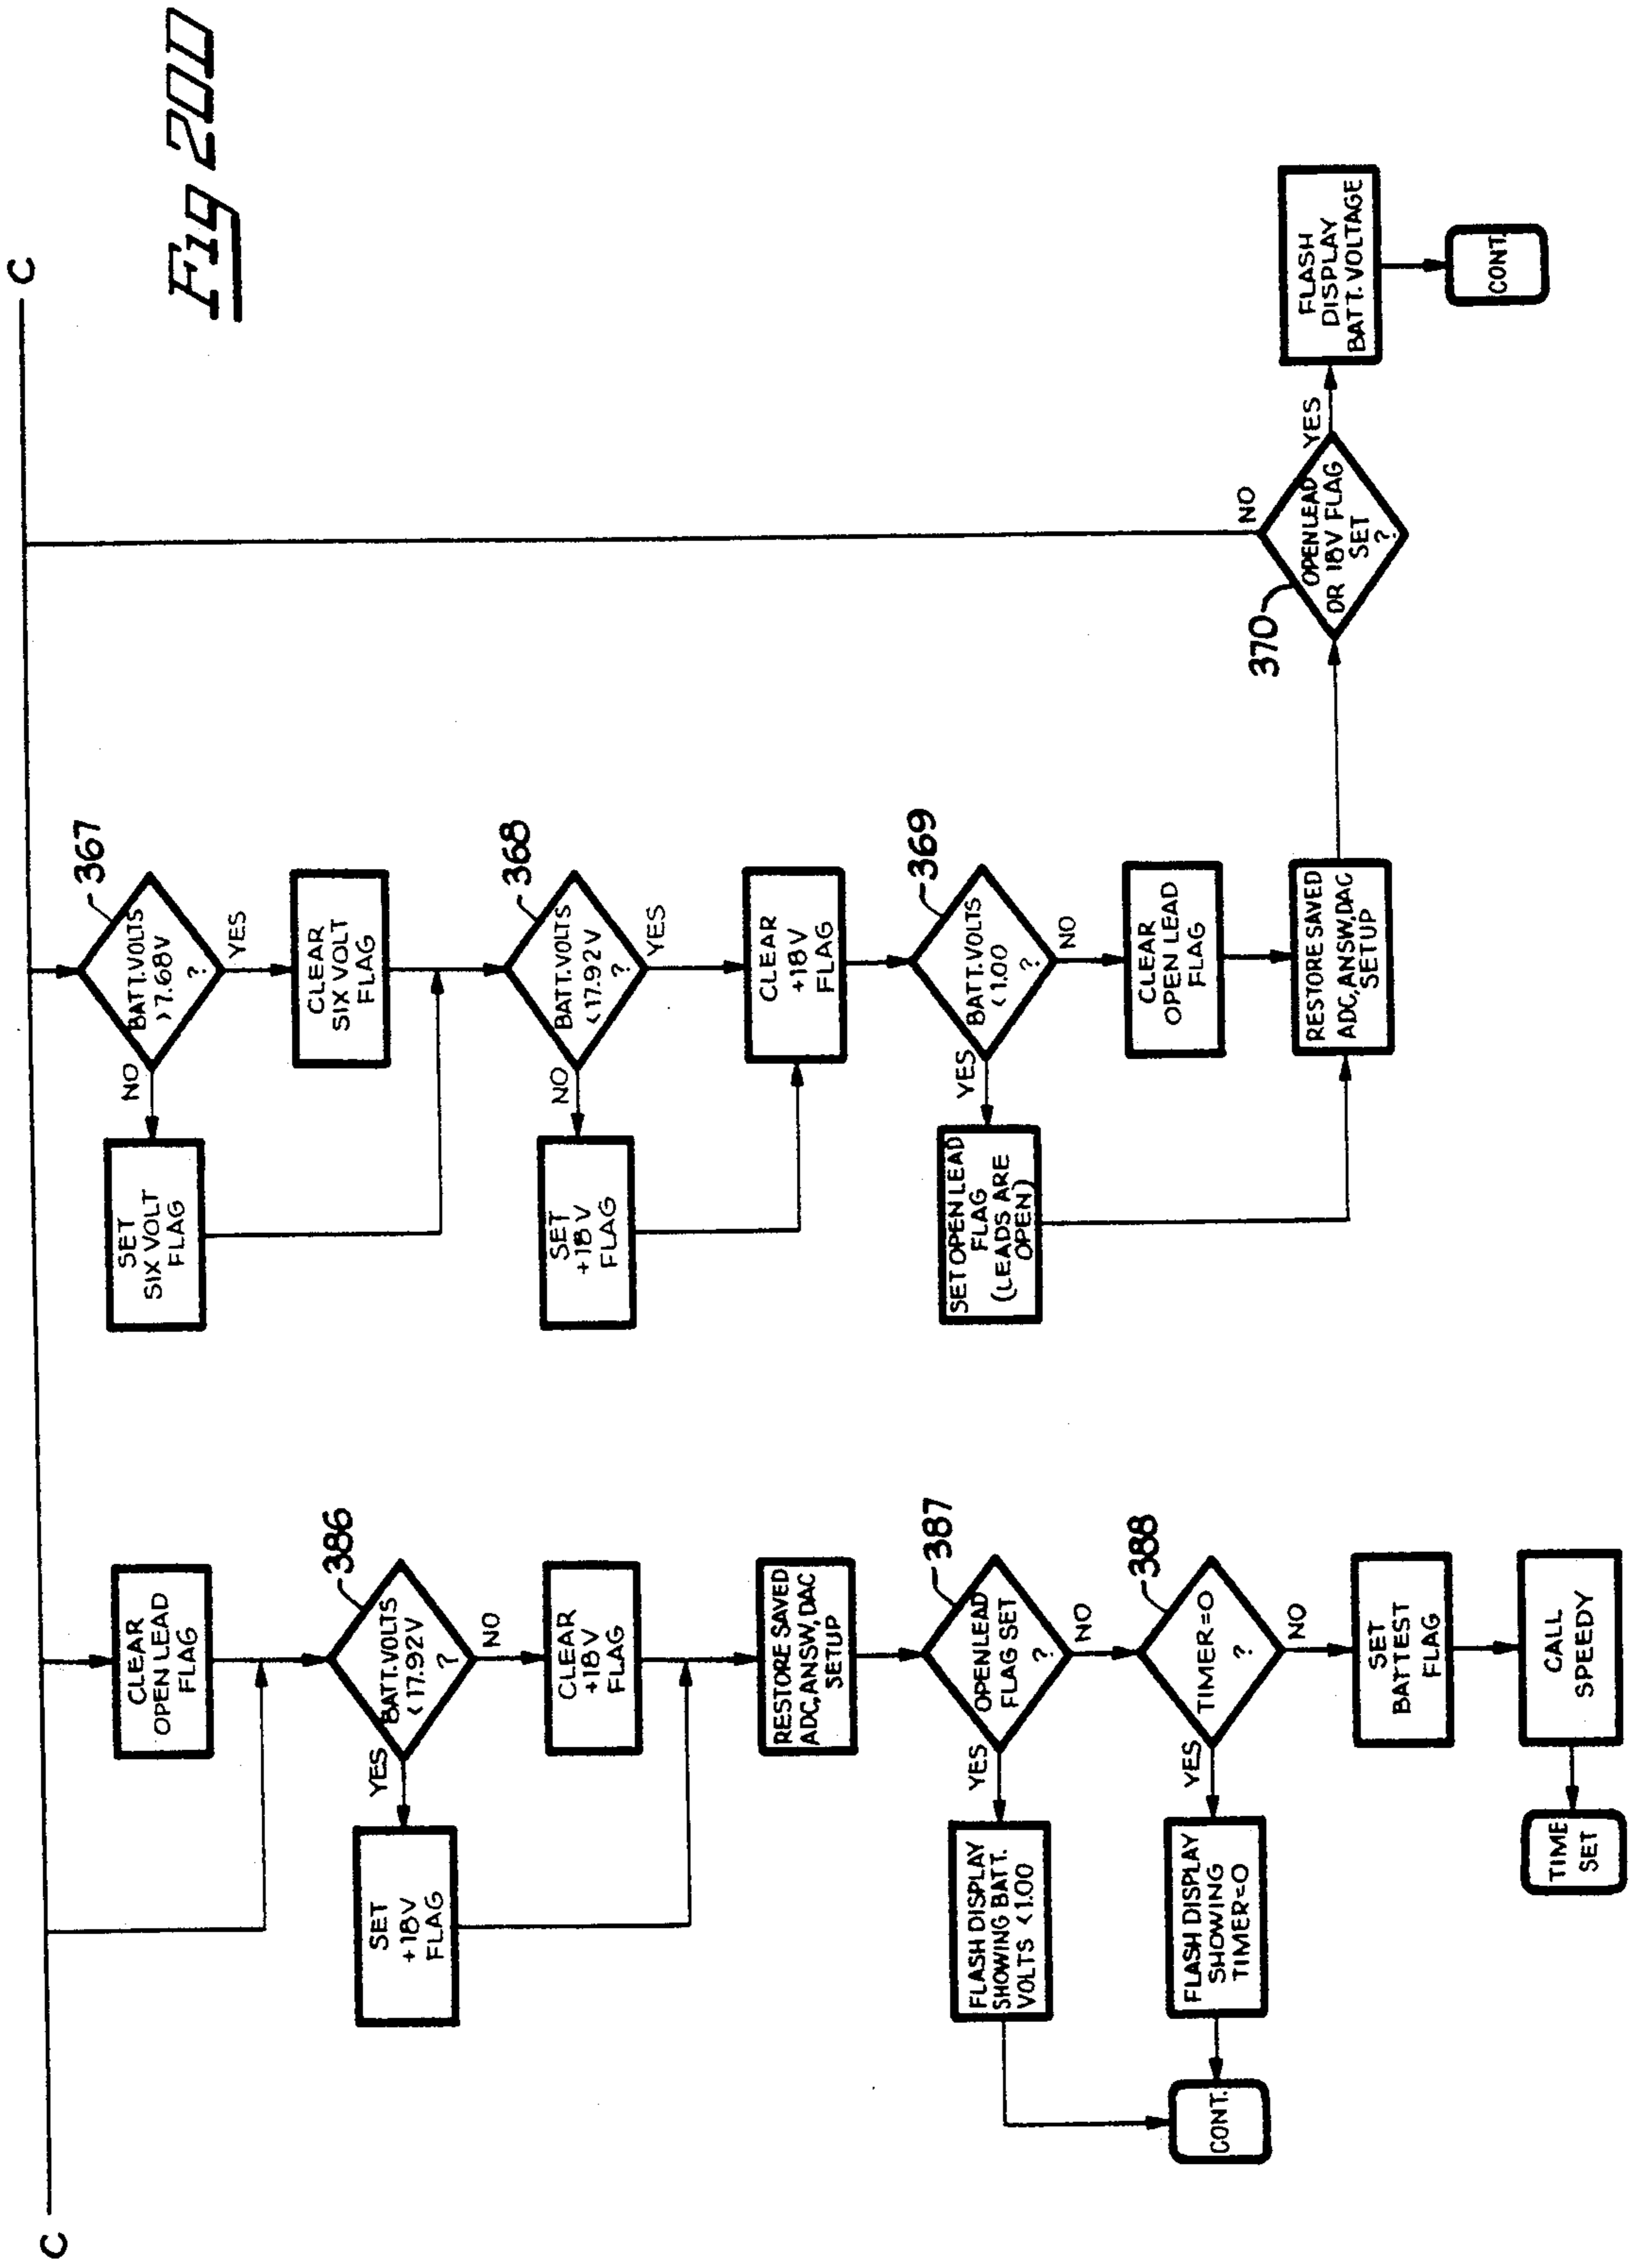 Fig 20D
C
C
CLEAR
OPEN LEAD
FLAG
386
BATT.VOLTS
<17.92V
?
YES
NO
SET
+18V
FLAG
CLEAR
+18V
FLAG
RESTORE SAVED
ADC,ANSW,DAC
SETUP
387
OPEN LEAD
FLAG SET
?
YES
NO
FLASH DISPLAY
SHOWING BATT.
VOLTS <1.00
388
TIMER=0
?
YES
NO
FLASH DISPLAY
SHOWING
TIMER=0
CONT.
SET
BATTEST
FLAG
CALL
SPEEDY
TIME
SET
367
BATT.VOLTS
>7.68V
?
NO
YES
SET
SIX VOLT
FLAG
CLEAR
SIX VOLT
FLAG
368
BATT.VOLTS
<17.92V
?
NO
YES
SET
+18V
FLAG
CLEAR
+18V
FLAG
369
BATT.VOLTS
<1.00
?
YES
NO
SET OPEN LEAD
FLAG
(LEADS ARE
OPEN)
CLEAR
OPEN LEAD
FLAG
RESTORE SAVED
ADC,ANSW,DAC
SETUP
370
OPEN LEAD
OR 18V FLAG
SET
?
NO
YES
FLASH
DISPLAY
BATT. VOLTAGE
CONT.